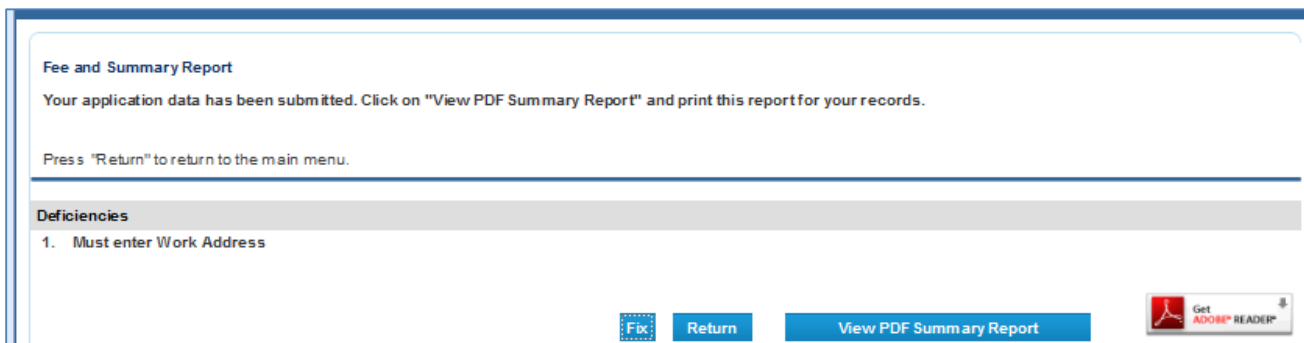 Fee and Summary Report
Your application data has been submitted. Click on "View PDF Summary Report" and print this report for your records.
Press "Return" to return to the main menu.
Deficiencies
1. Must enter Work Address
Fix Return View PDF Summary Report
Get
ADOBE® READER®